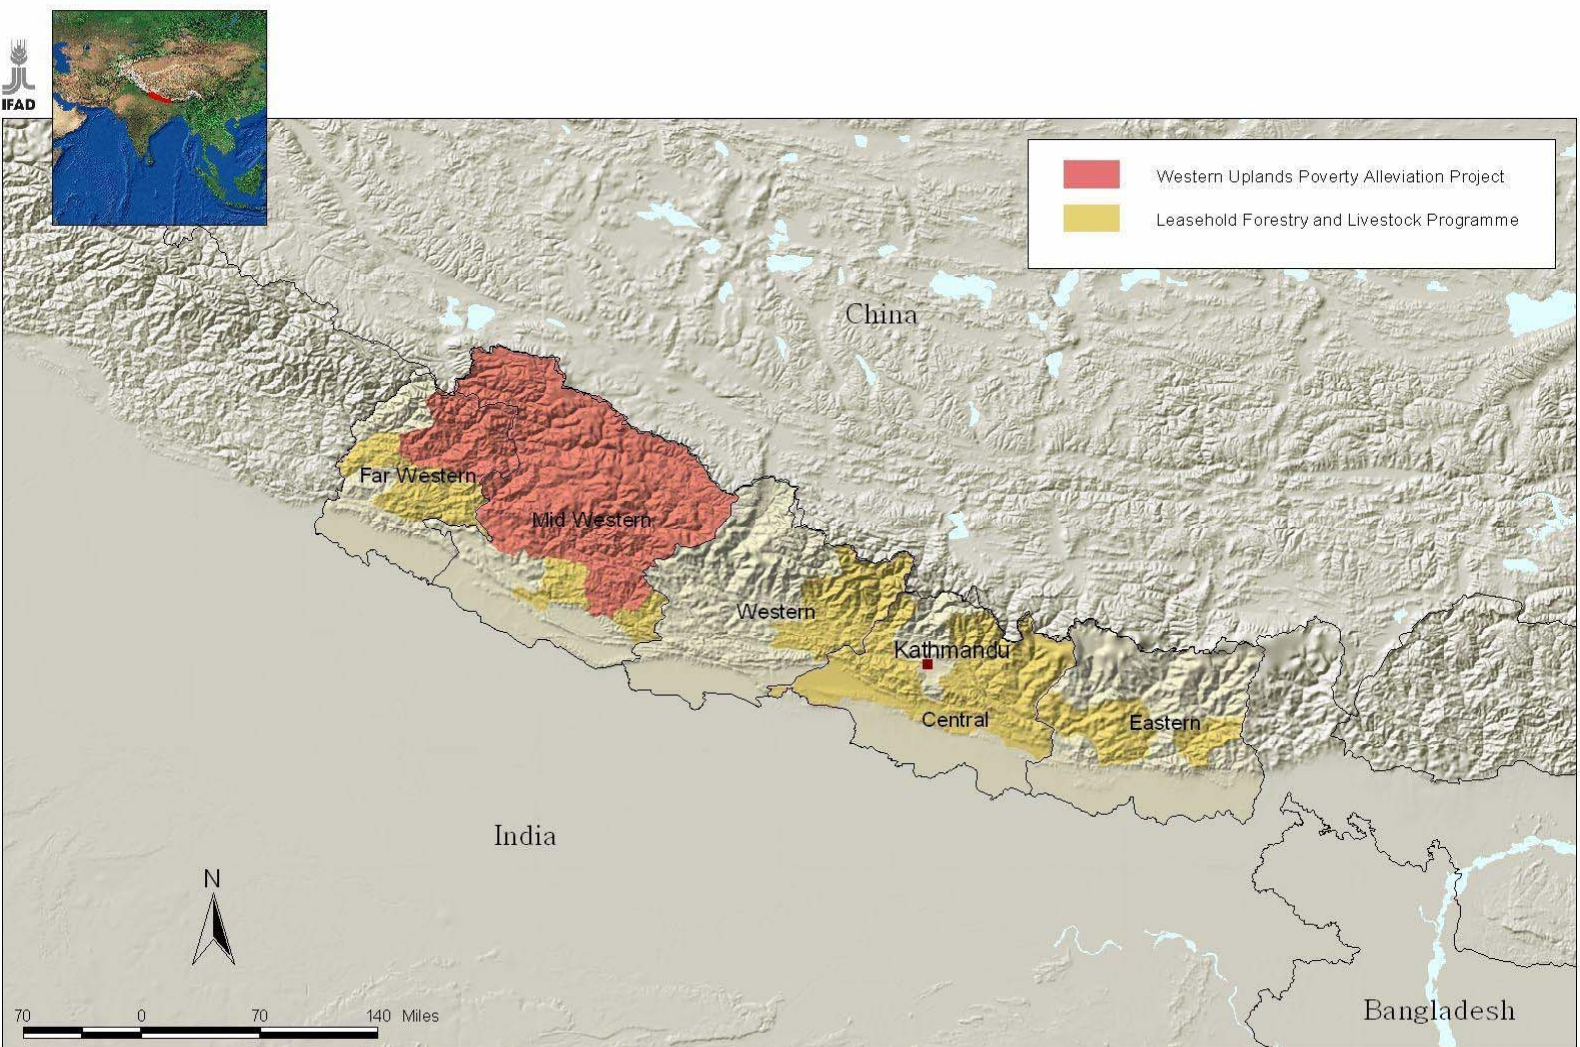 IFAD
Western Uplands Poverty Alleviation Project
Leasehold Forestry and Livestock Programme
China
Far Western
Mid Western
Western
Kathmandu
Central
Eastern
India
N
70 0 70 140 Miles
Bangladesh